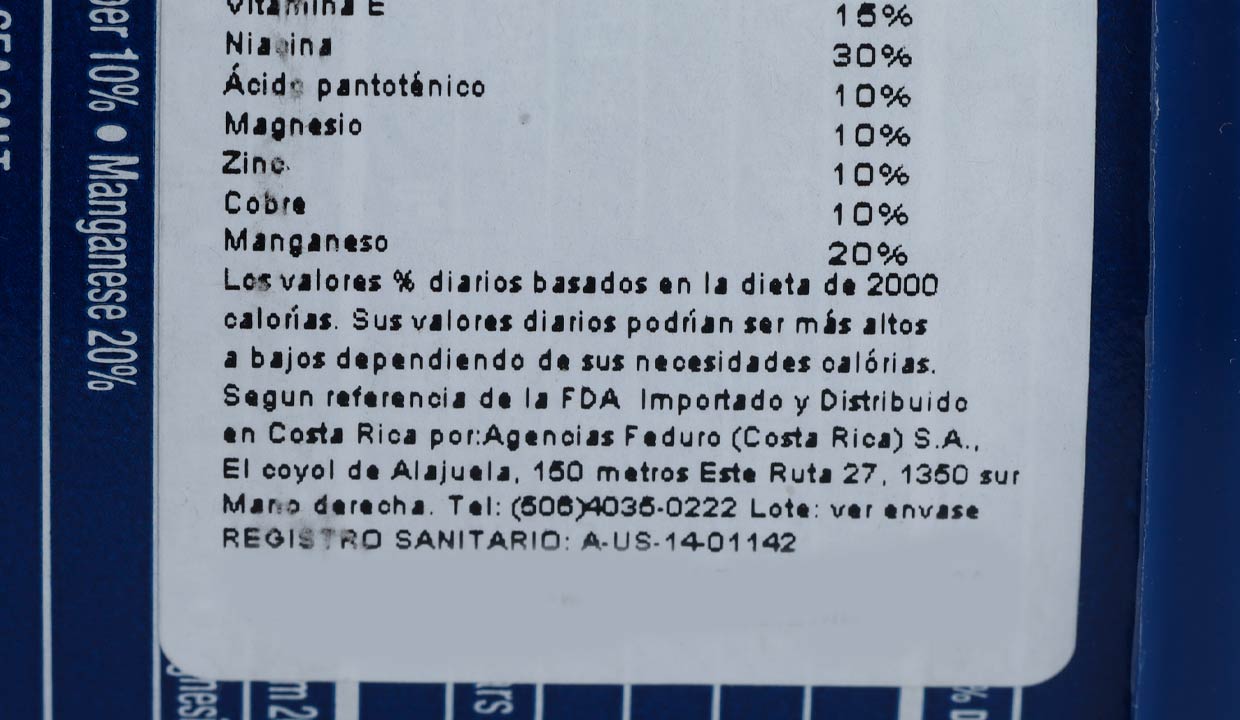 Vitamina E 15%
Niacina 30%
Ácido pantoténico 10%
Magnesio 10%
Zinc 10%
Cobre 10%
Manganeso 20%
Los valores % diarios basados en la dieta de 2000
calorías. Sus valores diarios podrían ser más altos
a bajos dependiendo de sus necesidades calórías.
Segun referencia de la FDA Importado y Distribuido
en Costa Rica por:Agencias Feduro (Costa Rica) S.A.,
El coyol de Alajuela, 150 metros Este Ruta 27, 1350 sur
Mano derecha. Tel: (506)4035-0222 Lote: ver envase
REGISTRO SANITARIO: A-US-14-01142
per 10% • Manganese 20%
SEA SALT